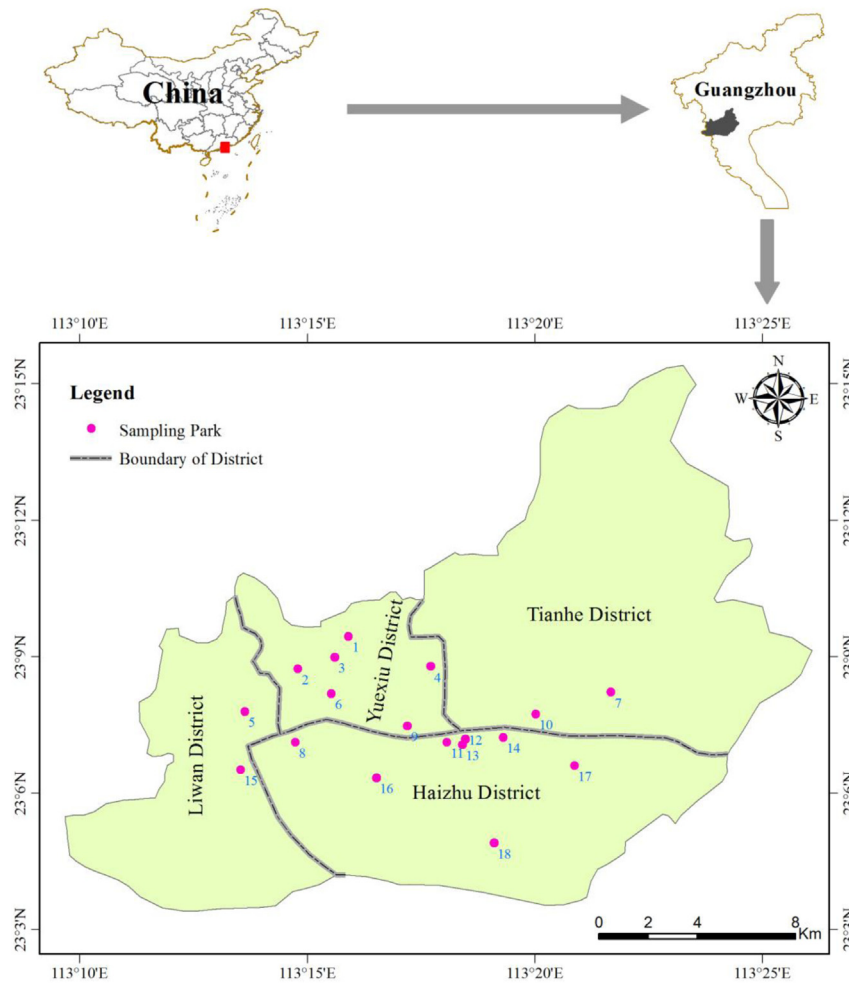 China
Guangzhou
113°10'E
113°15'E
113°20'E
113°25'E
23°15'N
23°15'N
N
W
E
S
Legend
Sampling Park
Boundary of District
23°12'N
23°12'N
Tianhe District
Yuexiu District
Liwan District
Haizhu District
23°9'N
23°9'N
1
3
2
4
6
7
5
10
9
12
14
8
11
13
17
15
16
18
23°6'N
23°6'N
0 2 4 8
Km
23°3'N
23°3'N
113°10'E
113°15'E
113°20'E
113°25'E